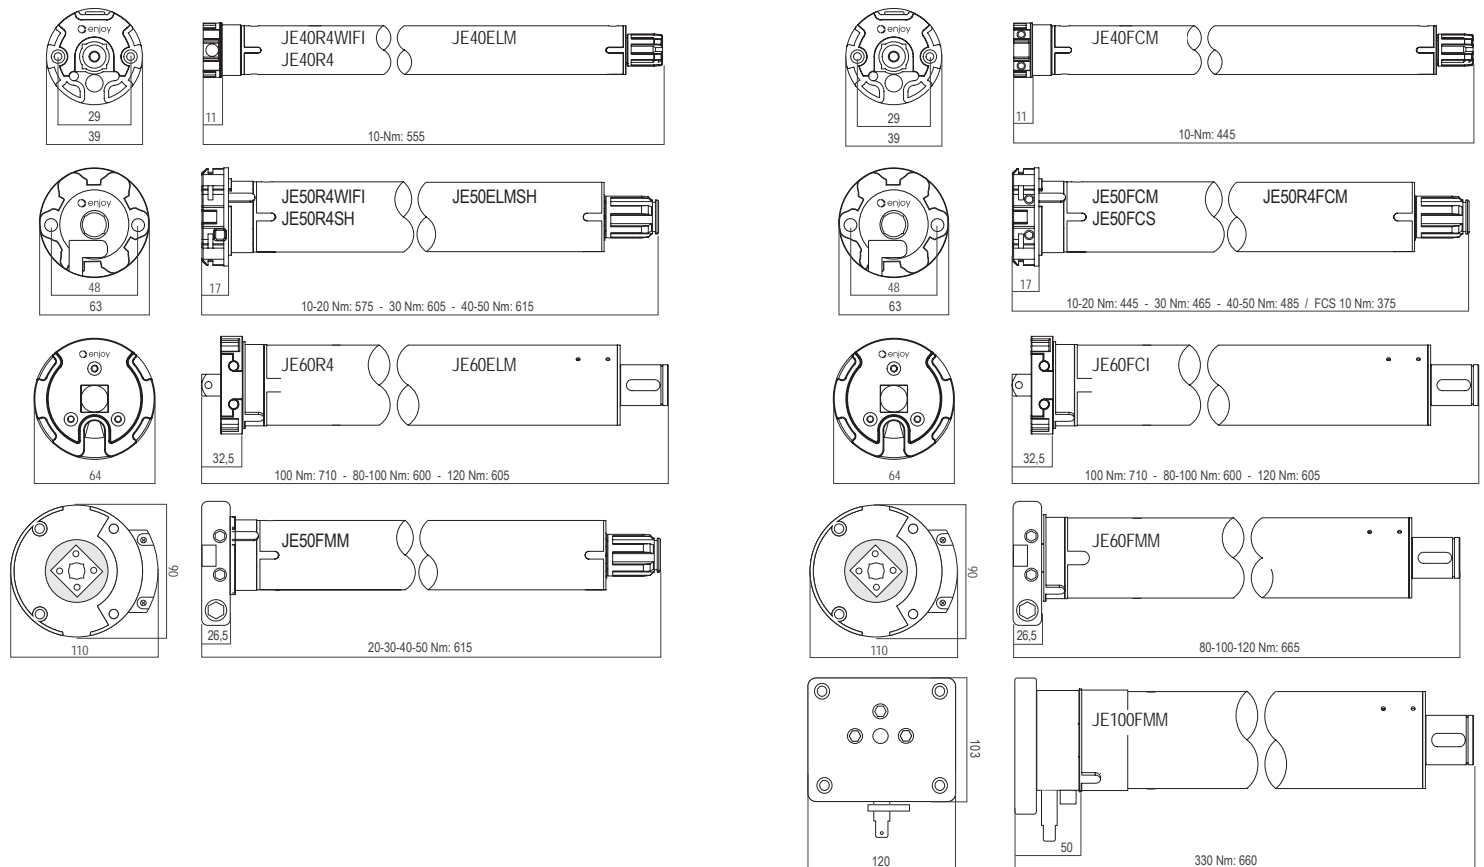 enjoy
JE40R4WIFI JE40ELM
JE40R4
29
39
11
10-Nm: 555
enjoy
JE40FCM
29
39
11
10-Nm: 445
enjoy
JE50R4WIFI JE50ELMSH
JE50R4SH
48
63
17
10-20 Nm: 575 - 30 Nm: 605 - 40-50 Nm: 615
enjoy
JE50FCM JE50R4FCM
JE50FCS
48
63
17
10-20 Nm: 445 - 30 Nm: 465 - 40-50 Nm: 485 / FCS 10 Nm: 375
enjoy
JE60R4 JE60ELM
64
32,5
100 Nm: 710 - 80-100 Nm: 600 - 120 Nm: 605
enjoy
JE60FCI
64
32,5
100 Nm: 710 - 80-100 Nm: 600 - 120 Nm: 605
JE50FMM
90
110
26,5
20-30-40-50 Nm: 615
JE60FMM
90
110
26,5
80-100-120 Nm: 665
JE100FMM
103
120
50
330 Nm: 660